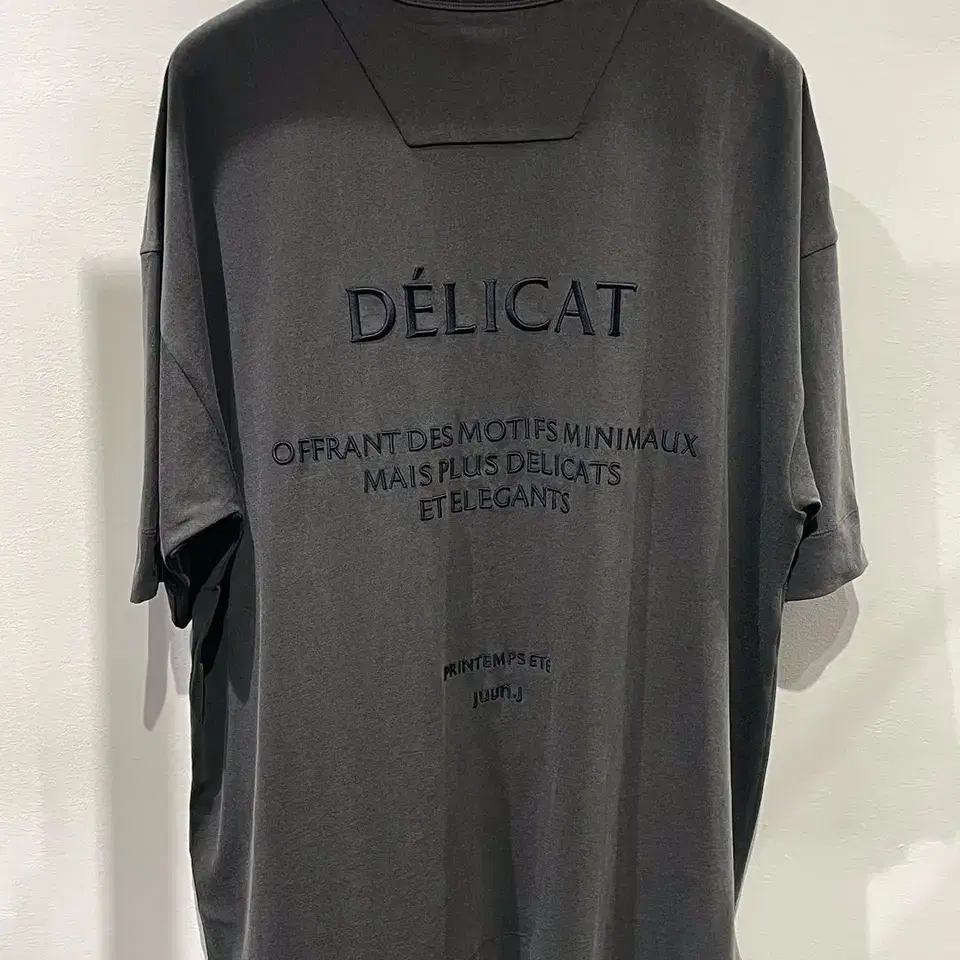 DÉLICAT
OFFRANT DES MOTIFS MINIMAUX
MAIS PLUS DELICATS
ET ELEGANTS
PRINTEMPS ETE
juun.j